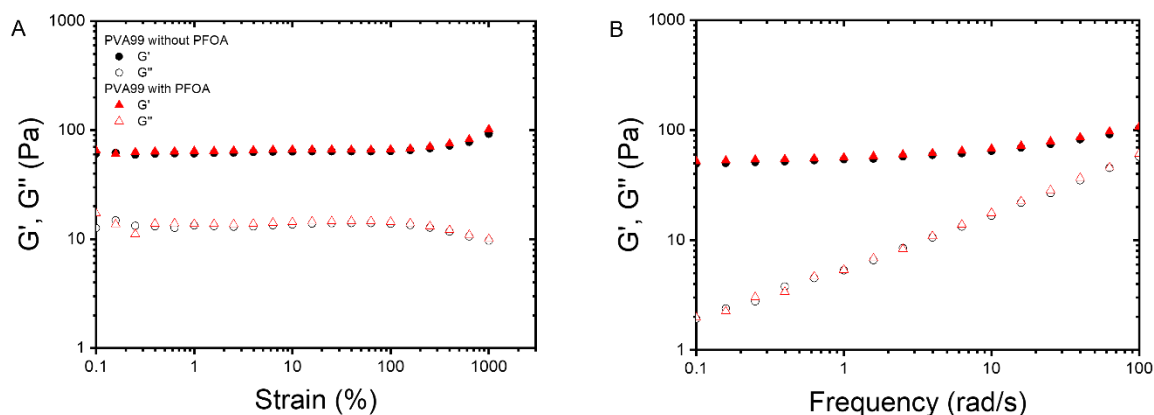 A
1000
100
10
1
G', G'' (Pa)
PVA99 without PFOA
G'
G''
PVA99 with PFOA
G'
G''
0.1 1 10 100 1000
Strain (%)
B
1000
100
10
1
G', G'' (Pa)
0.1 1 10 100
Frequency (rad/s)